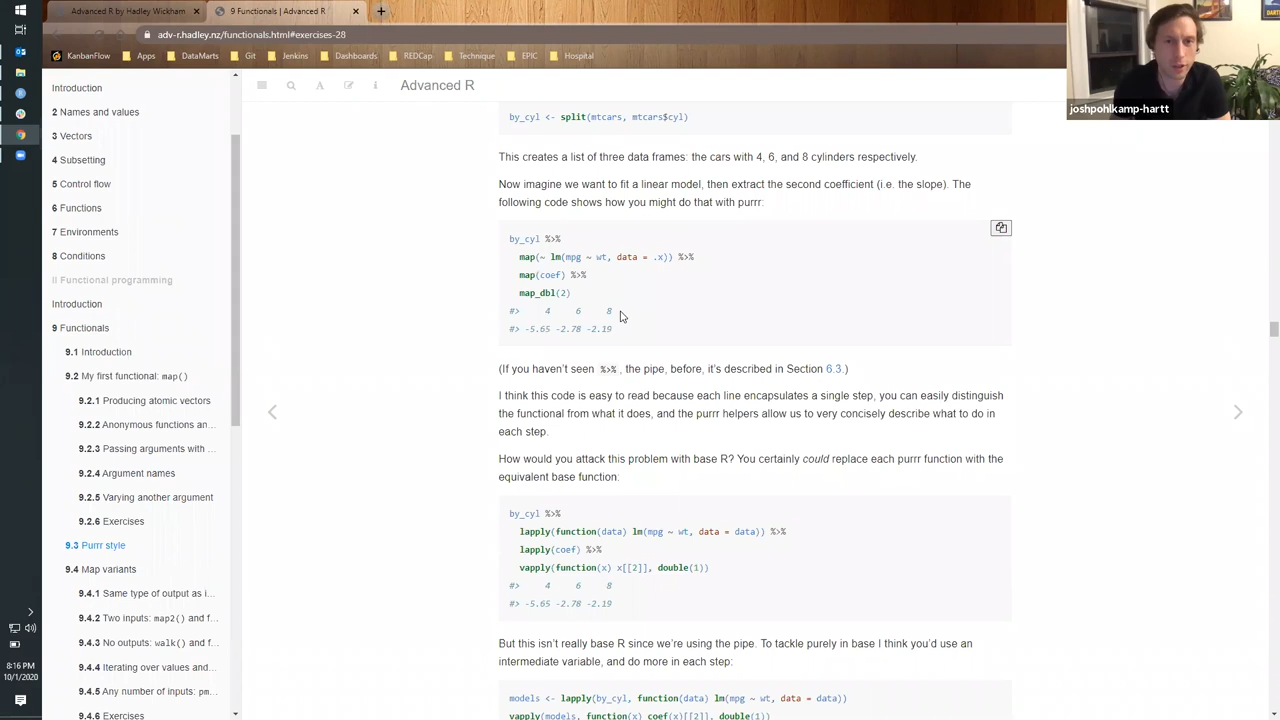 Advanced R by Hadley Wickham
9 Functionals | Advanced R
adv-r.hadley.nz/functionals.html#exercises-28
KanbanFlow
Apps
DataMarts
Git
Jenkins
Dashboards
REDCap
Technique
EPIC
Hospital
joshpohlkamp-hartt
Introduction
2 Names and values
3 Vectors
4 Subsetting
5 Control flow
6 Functions
7 Environments
8 Conditions
II Functional programming
Introduction
9 Functionals
9.1 Introduction
9.2 My first functional: map()
9.2.1 Producing atomic vectors
9.2.2 Anonymous functions an...
9.2.3 Passing arguments with ...
9.2.4 Argument names
9.2.5 Varying another argument
9.2.6 Exercises
9.3 Purrr style
9.4 Map variants
9.4.1 Same type of output as i...
9.4.2 Two inputs: map2() and f...
9.4.3 No outputs: walk() and f...
9.4.4 Iterating over values and...
9.4.5 Any number of inputs: pm...
9.4.6 Exercises
Advanced R
by_cyl <- split(mtcars, mtcars$cyl)
This creates a list of three data frames: the cars with 4, 6, and 8 cylinders respectively.
Now imagine we want to fit a linear model, then extract the second coefficient (i.e. the slope). The
following code shows how you might do that with purrr:
by_cyl %>%
map(~ lm(mpg ~ wt, data = .x)) %>%
map(coef) %>%
map_dbl(2)
#> 4 6 8
#> -5.65 -2.78 -2.19
(If you haven't seen %>%, the pipe, before, it's described in Section 6.3.)
I think this code is easy to read because each line encapsulates a single step, you can easily distinguish
the functional from what it does, and the purrr helpers allow us to very concisely describe what to do in
each step.
How would you attack this problem with base R? You certainly could replace each purrr function with the
equivalent base function:
by_cyl %>%
lapply(function(data) lm(mpg ~ wt, data = data)) %>%
lapply(coef) %>%
vapply(function(x) x[[2]], double(1))
#> 4 6 8
#> -5.65 -2.78 -2.19
But this isn't really base R since we're using the pipe. To tackle purely in base I think you'd use an
intermediate variable, and do more in each step:
models <- lapply(by_cyl, function(data) lm(mpg ~ wt, data = data))
vapply(models, function(x) coef(x)[[2]], double(1))
8:16 PM
10/1/2020